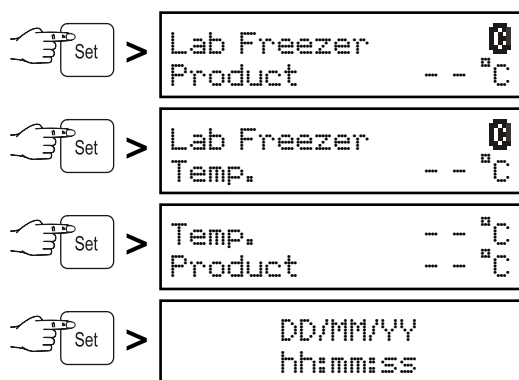 Set > Lab Freezer
Product -- °C
Set > Lab Freezer
Temp. -- °C
Set > Temp. -- °C
Product -- °C
Set > DD/MM/YY
hh:mm:ss